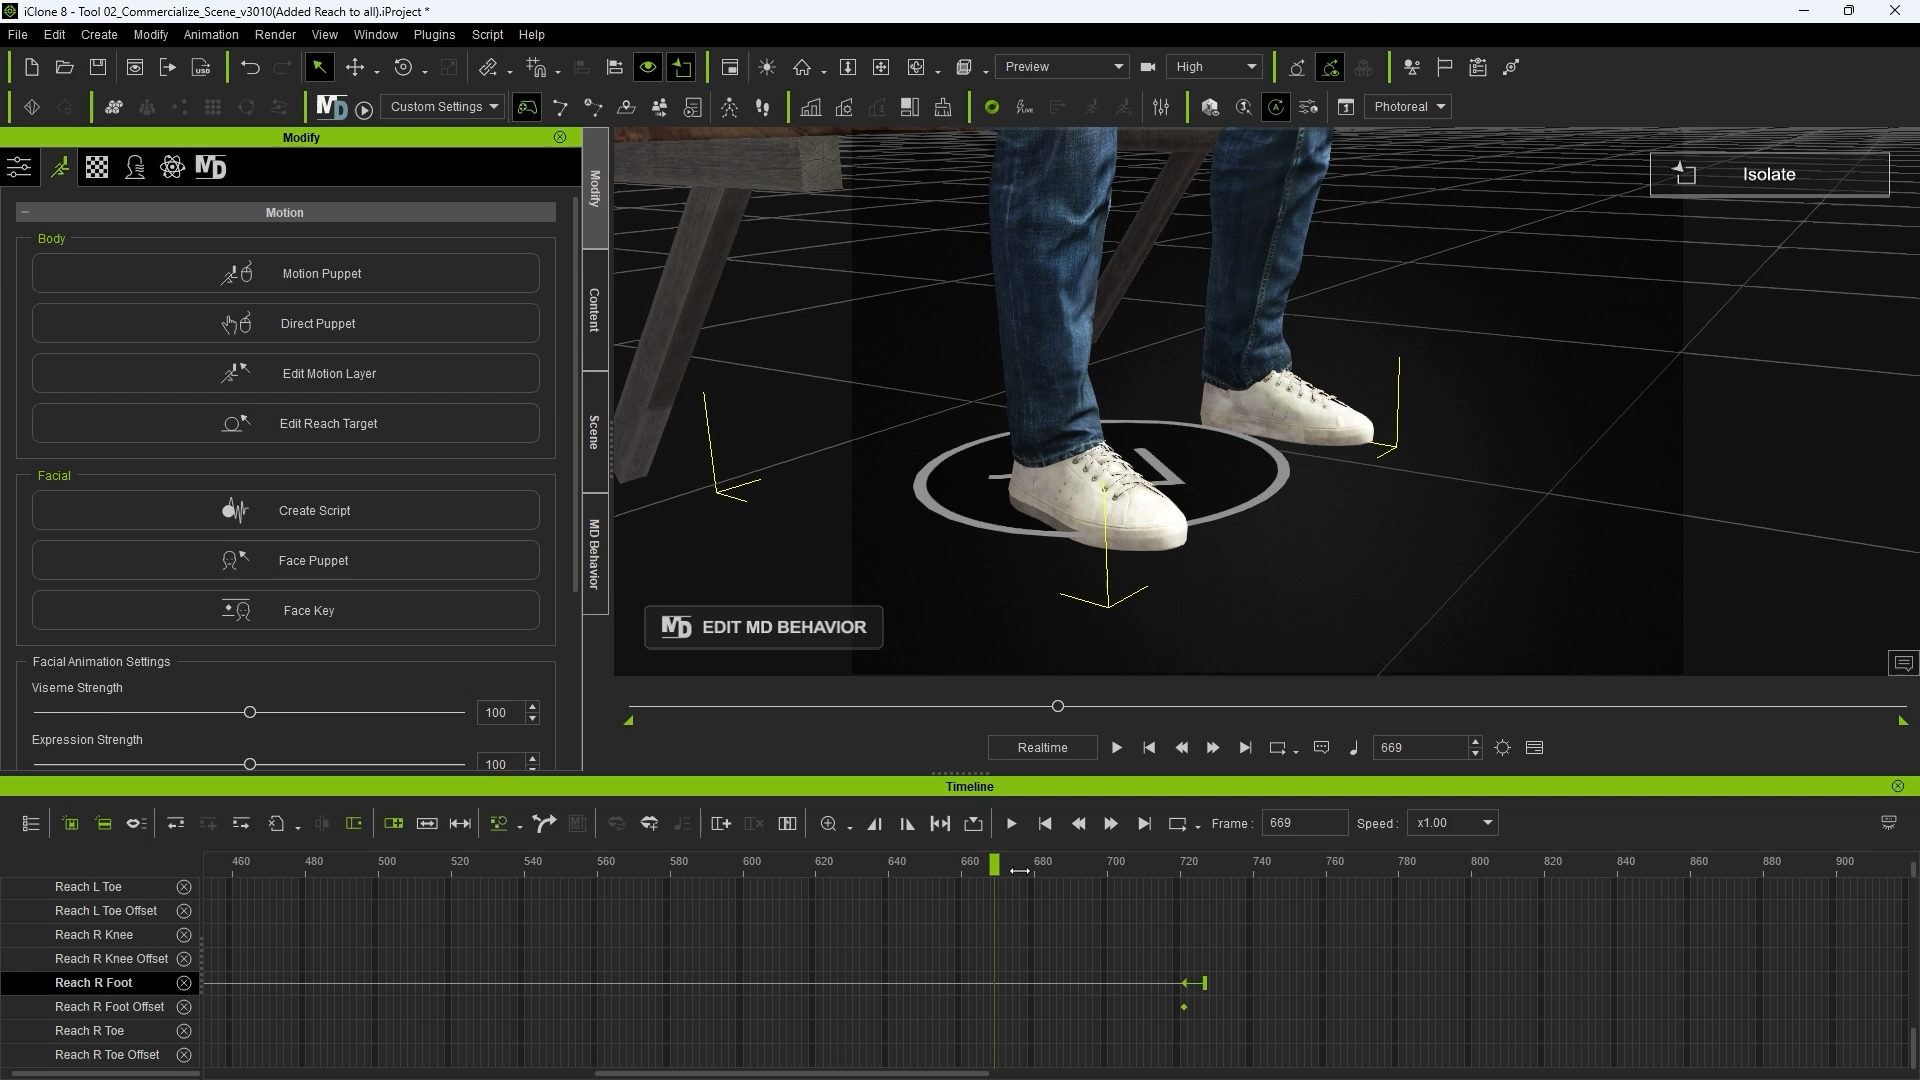 iClone 8 - Tool 02_Commercialize_Scene_v3010(Added Reach to all).iProject *
File Edit Create Modify Animation Render View Window Plugins Script Help
USD
Preview
High
MD
Custom Settings
LIVE
A
Photoreal
Modify
MD
Motion
Body
Motion Puppet
Direct Puppet
Edit Motion Layer
Edit Reach Target
Facial
Create Script
Face Puppet
Face Key
Facial Animation Settings
Viseme Strength
100
Expression Strength
100
Modify
Content
Scene
MD Behavior
Isolate
MD EDIT MD BEHAVIOR
Realtime
669
Timeline
Frame : 669 Speed : x1.00
460 480 500 520 540 560 580 600 620 640 660 680 700 720 740 760 780 800 820 840 860 880 900
Reach L Toe
Reach L Toe Offset
Reach R Knee
Reach R Knee Offset
Reach R Foot
Reach R Foot Offset
Reach R Toe
Reach R Toe Offset